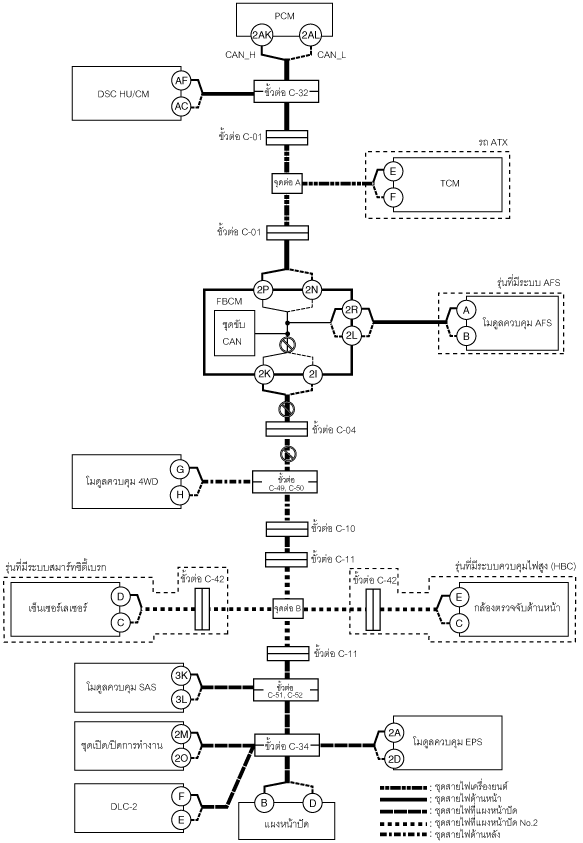 PCM
2AK 2AL
CAN_H CAN_L
DSC HU/CM
AF
AC
ขั้วต่อ C-32
ขั้วต่อ C-01
รถ ATX
จุดต่อ A
E
F
TCM
ขั้วต่อ C-01
2P 2N
FBCM
ชุดขับ
CAN
2R
2L
รุ่นที่มีระบบ AFS
A
B
โมดูลควบคุม AFS
2K 2I
ขั้วต่อ C-04
โมดูลควบคุม 4WD
G
H
ขั้วต่อ
C-49, C-50
ขั้วต่อ C-10
ขั้วต่อ C-11
รุ่นที่มีระบบสมาร์ทซิตี้เบรก
ขั้วต่อ C-42
เซ็นเซอร์เลเซอร์
D
C
จุดต่อ B
รุ่นที่มีระบบควบคุมไฟสูง (HBC)
ขั้วต่อ C-42
E
C
กล้องตรวจจับด้านหน้า
ขั้วต่อ C-11
โมดูลควบคุม SAS
3K
3L
ขั้วต่อ
C-51, C-52
ชุดเปิด/ปิดการทำงาน
2M
2O
ขั้วต่อ C-34
2A
2D
โมดูลควบคุม EPS
DLC-2
F
E
B D
แผงหน้าปัด
: ชุดสายไฟเครื่องยนต์
: ชุดสายไฟด้านหน้า
: ชุดสายไฟที่แผงหน้าปัด
: ชุดสายไฟที่แผงหน้าปัด No.2
: ชุดสายไฟด้านหลัง